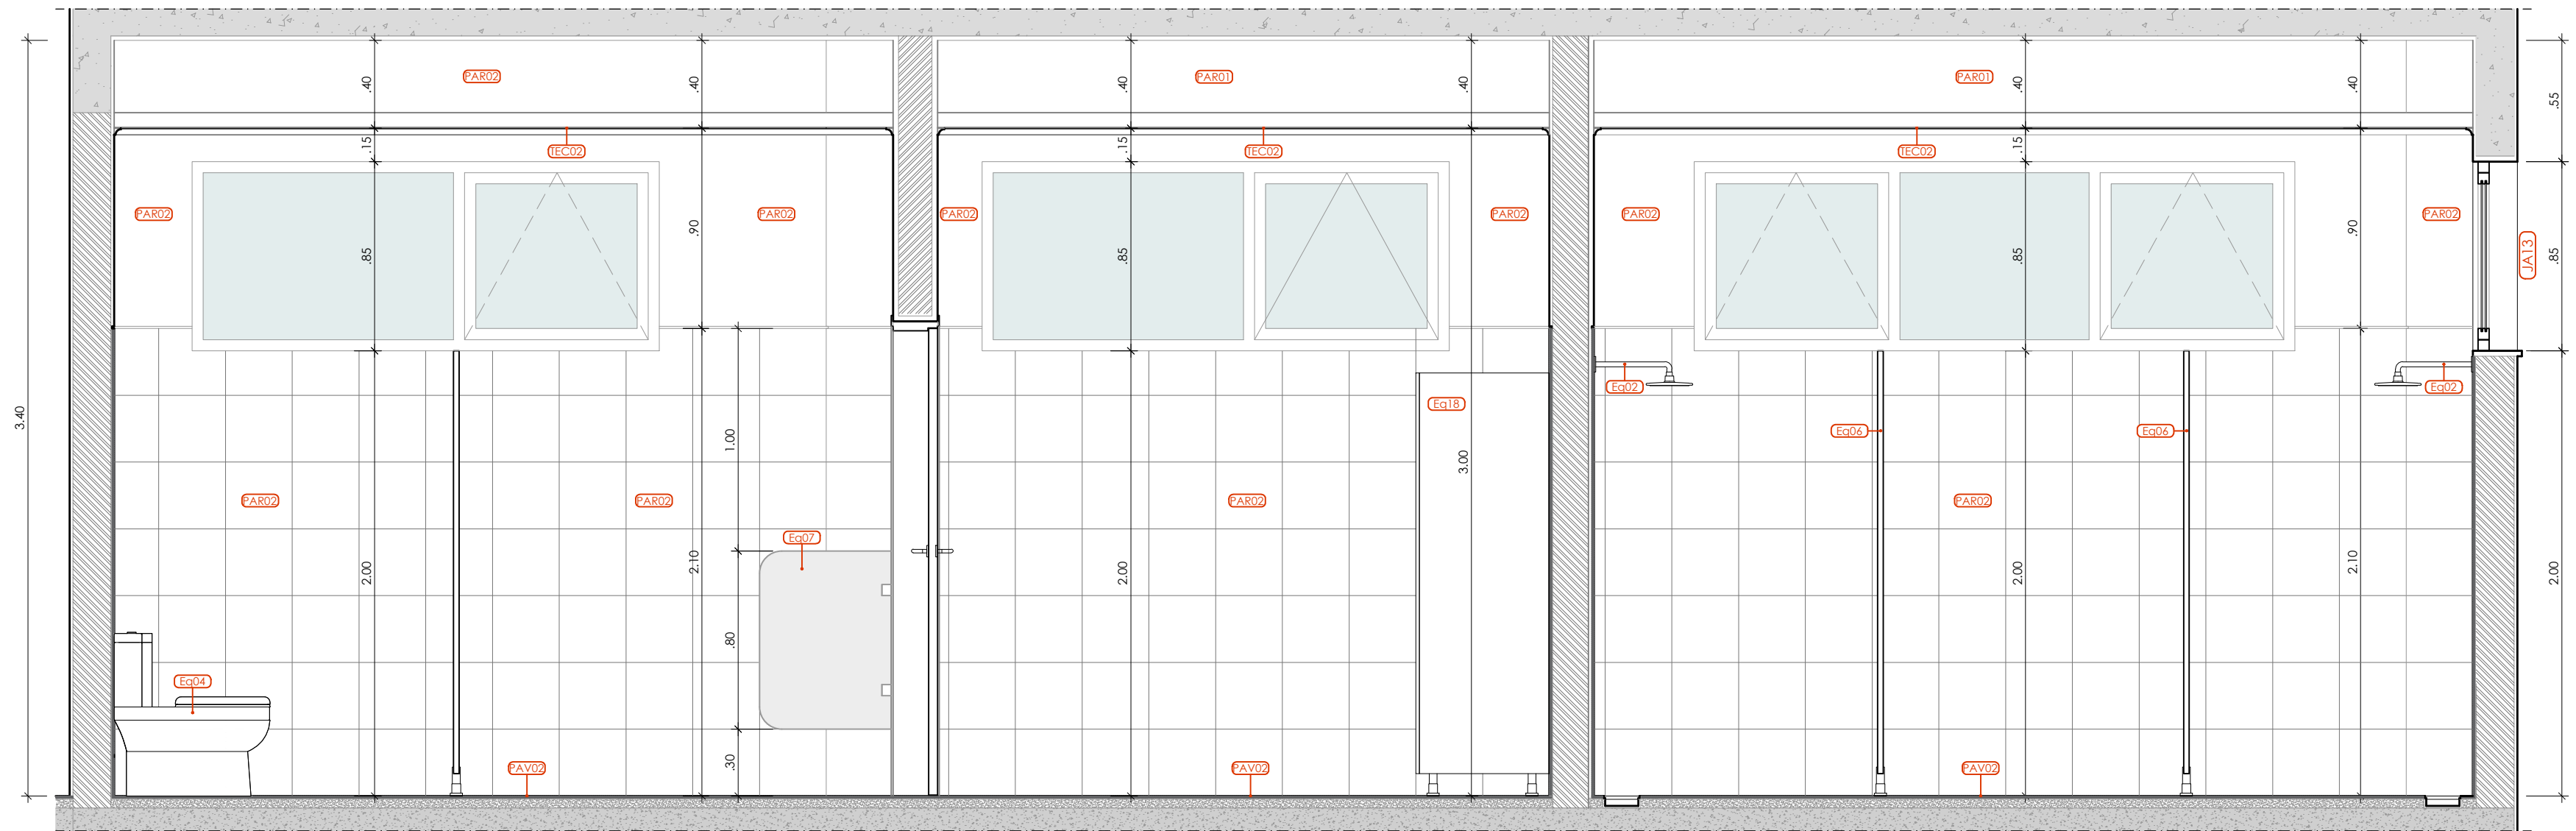 .40
.40
.40
.40
.40
.40
.55
PAR02
PAR01
PAR01
.15
TEC02
.15
TEC02
.15
TEC02
PAR02
PAR02
PAR02
PAR02
PAR02
PAR02
.90
.90
.85
.85
.85
.85
JA13
Eq02
Eq02
Eq18
3.40
1.00
3.00
Eq06
Eq06
PAR02
PAR02
PAR02
PAR02
Eq07
2.00
2.10
2.00
2.00
2.10
2.00
.80
Eq04
.30
PAV02
PAV02
PAV02